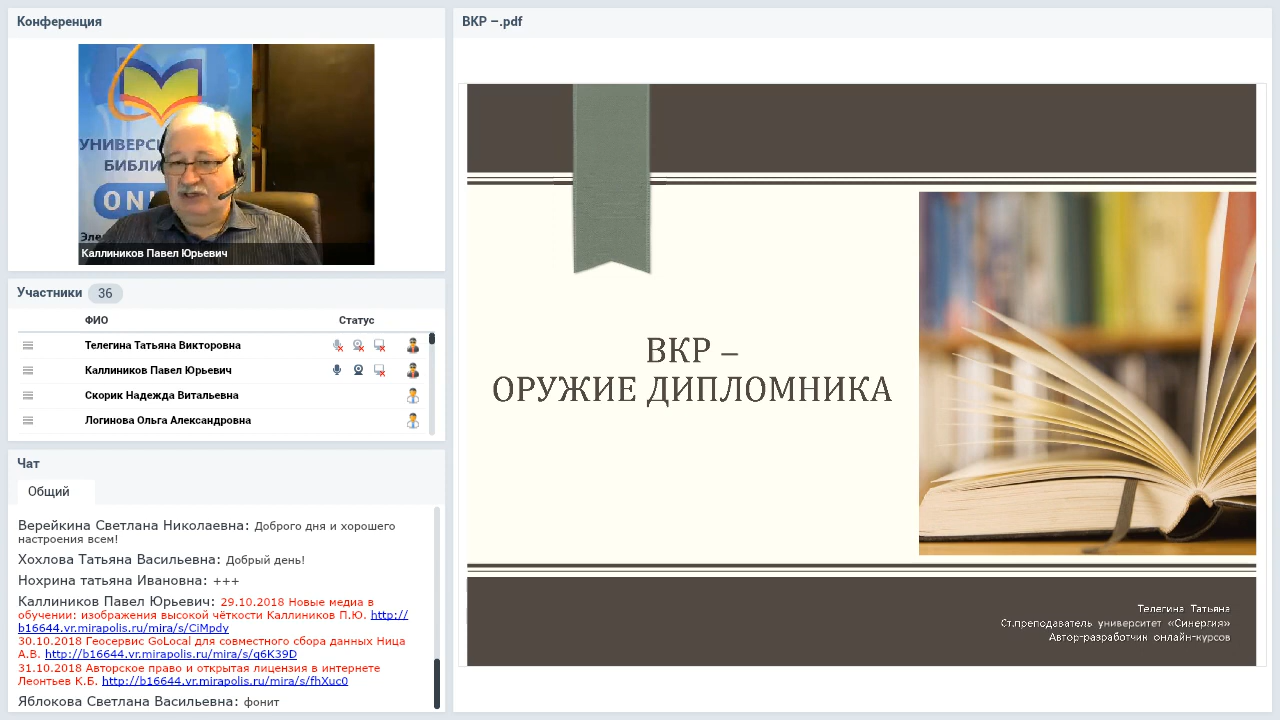 Конференция
УНИВЕРС
БИБЛИ
ON
Эле
Каллиников Павел Юрьевич
Участники 36
ФИО Статус
Телегина Татьяна Викторовна
Каллиников Павел Юрьевич
Скорик Надежда Витальевна
Логинова Ольга Александровна
Чат
Общий
Верейкина Светлана Николаевна: Доброго дня и хорошего
настроения всем!
Хохлова Татьяна Васильевна: Добрый день!
Нохрина татьяна Ивановна: +++
Каллиников Павел Юрьевич: 29.10.2018 Новые медиа в
обучении: изображения высокой чёткости Каллиников П.Ю. http://
b16644.vr.mirapolis.ru/mira/s/CiMpdy
30.10.2018 Геосервис GoLocal для совместного сбора данных Ница
А.В. http://b16644.vr.mirapolis.ru/mira/s/q6K39D
31.10.2018 Авторское право и открытая лицензия в интернете
Леонтьев К.Б. http://b16644.vr.mirapolis.ru/mira/s/fhXuc0
Яблокова Светлана Васильевна: фонит
ВКР –.pdf
ВКР –
ОРУЖИЕ ДИПЛОМНИКА
Телегина Татьяна
Ст.преподаватель университет «Синергия»
Автор-разработчик онлайн-курсов